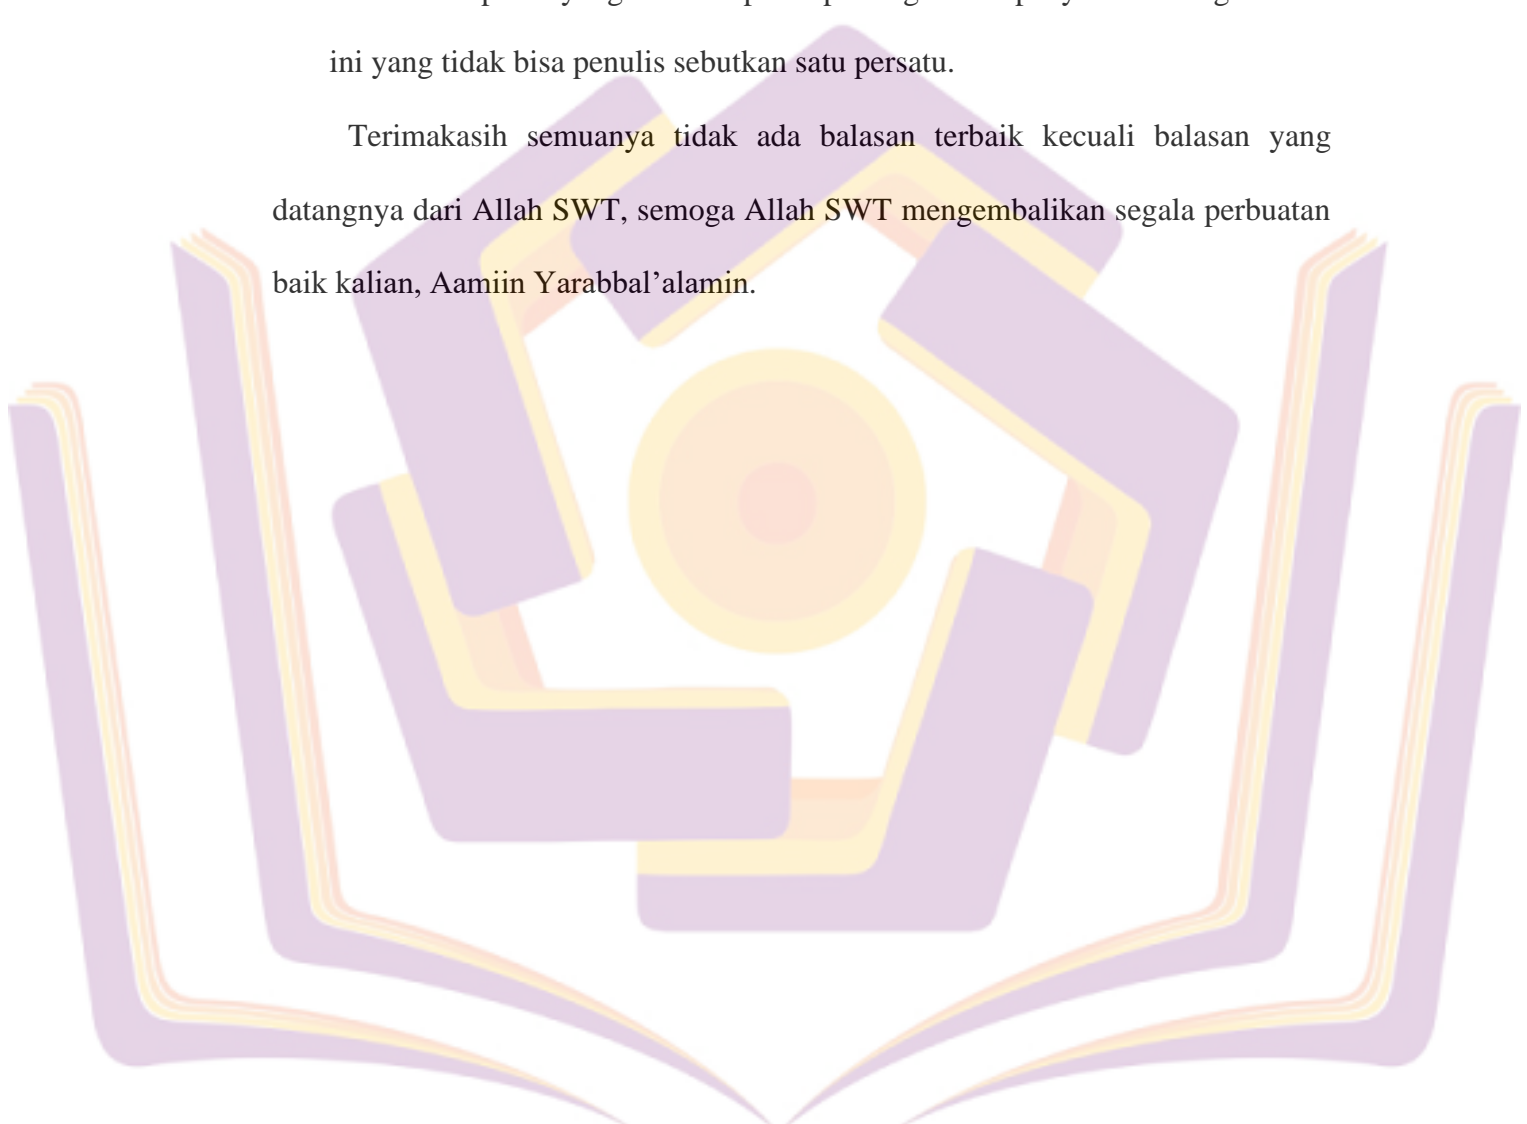 ini yang tidak bisa penulis sebutkan satu persatu.
Terimakasih semuanya tidak ada balasan terbaik kecuali balasan yang
datangnya dari Allah SWT, semoga Allah SWT mengembalikan segala perbuatan
baik kalian, Aamiin Yarabbal’alamin.